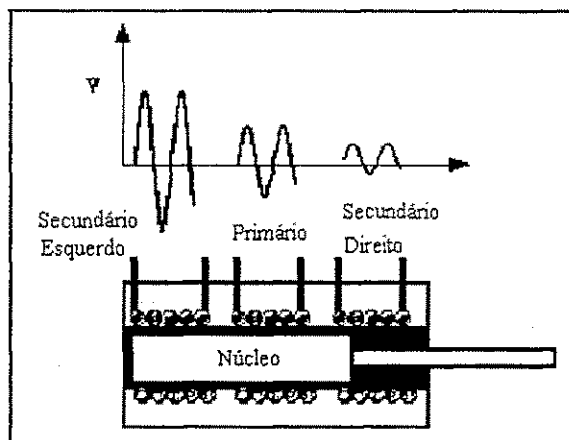 V
Secundário
Esquerdo
Primário
Secundário
Direito
Núcleo